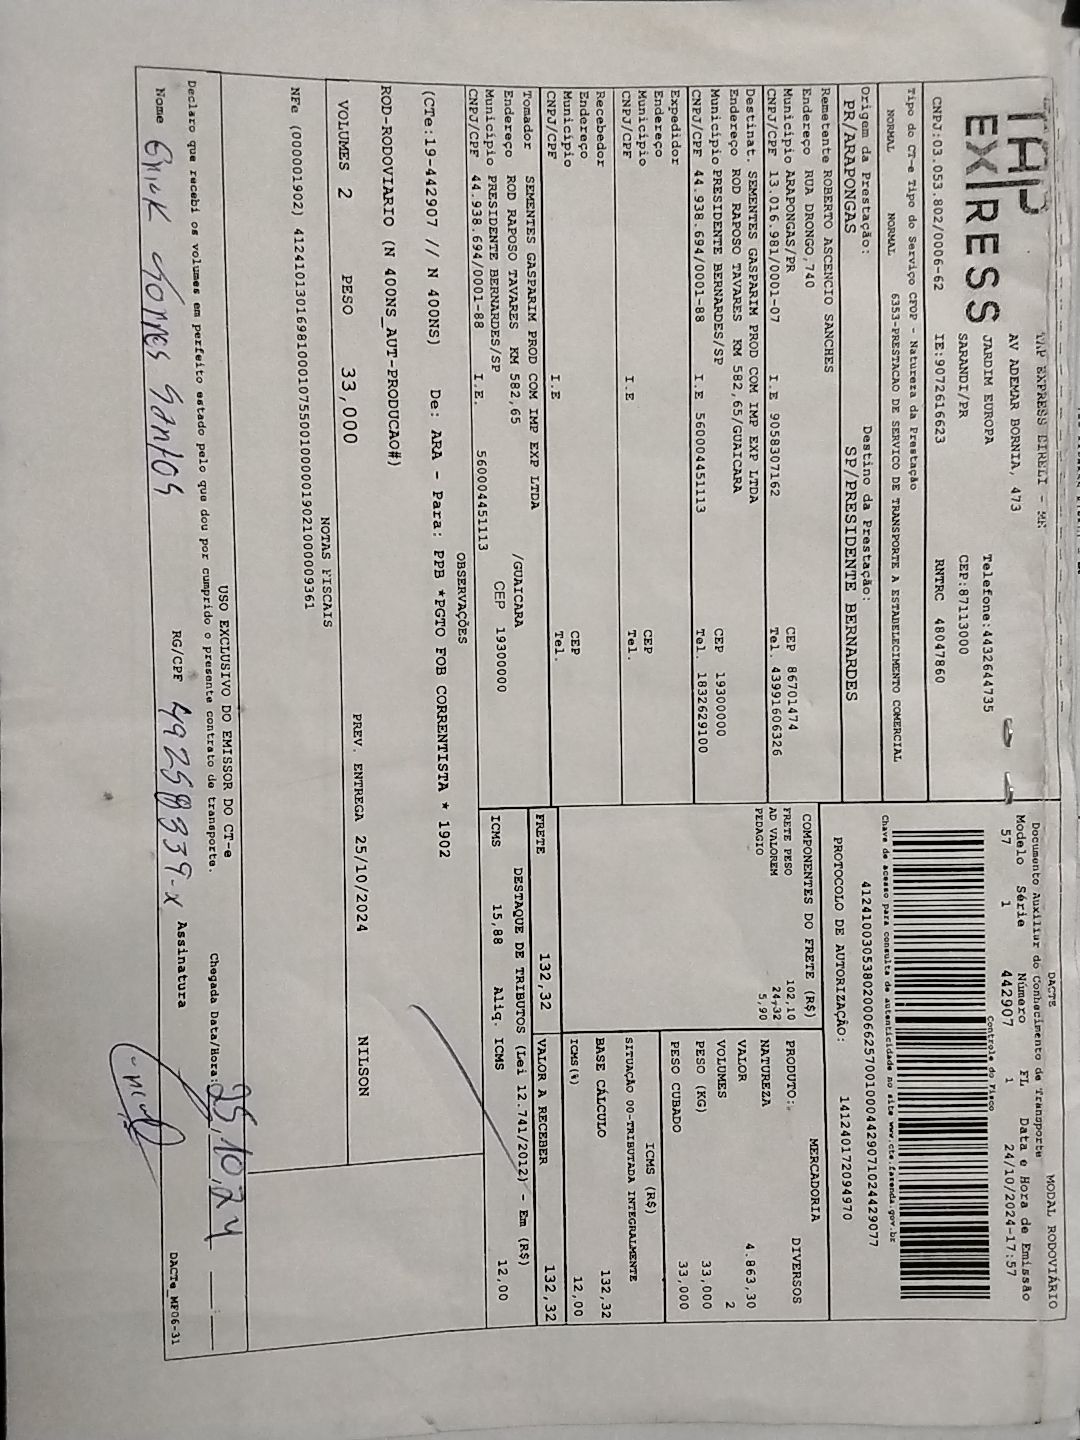 TAP
EXPRESS
TAP EXPRESS EIRELI - ME
AV ADEMAR BORNIA, 473
JARDIM EUROPA Telefone:4432644735
SARANDI/PR CEP:87113000
CNPJ:03.053.802/0006-62 IE:9072616623 RNTRC 48047860
DACTE MODAL RODOVIÁRIO
Documento Auxiliar do Conhecimento de Transporte
Modelo Série Número FL Data e Hora de Emissão
57 1 442907 1 24/10/2024-17:57
Controle do Fisco
Chave de acesso para consulta de autenticidade no site www.cte.fazenda.gov.br
41241003053802000662570010004429071024429077
PROTOCOLO DE AUTORIZAÇÃO: 141240172094970
Tipo do CT-e Tipo do Serviço CFOP - Natureza da Prestação
NORMAL NORMAL 6353-PRESTACAO DE SERVICO DE TRANSPORTE A ESTABELECIMENTO COMERCIAL
Origem da Prestação: Destino da Prestação:
PR/ARAPONGAS SP/PRESIDENTE BERNARDES
Remetente ROBERTO ASCENCIO SANCHES
Endereço RUA DRONGO,740
Município ARAPONGAS/PR CEP 86701474
CNPJ/CPF 13.016.981/0001-07 I.E 9058307162 Tel. 43991606326
Destinat. SEMENTES GASPARIM PROD COM IMP EXP LTDA
Endereço ROD RAPOSO TAVARES KM 582,65/GUAICARA
Município PRESIDENTE BERNARDES/SP CEP 19300000
CNPJ/CPF 44.938.694/0001-88 I.E 560004451113 Tel. 1832629100
Expedidor
Endereço
Município CEP
CNPJ/CPF I.E Tel.
Recebedor
Endereço
Município CEP
CNPJ/CPF I.E Tel.
Tomador SEMENTES GASPARIM PROD COM IMP EXP LTDA
Endereço ROD RAPOSO TAVARES KM 582,65 /GUAICARA
Município PRESIDENTE BERNARDES/SP CEP 19300000
CNPJ/CPF 44.938.694/0001-88 I.E. 560004451113
COMPONENTES DO FRETE (R$)
FRETE PESO 102,10
AD VALOREM 24,32
PEDAGIO 5,90
MERCADORIA
PRODUTO: DIVERSOS
NATUREZA
VALOR 4.863,30
VOLUMES 2
PESO (KG) 33,000
PESO CUBADO 33,000
ICMS (R$)
SITUAÇÃO 00-TRIBUTADA INTEGRALMENTE
BASE CÁLCULO 132,32
ICMS(%) 12,00
FRETE 132,32 VALOR A RECEBER 132,32
DESTAQUE DE TRIBUTOS (Lei 12.741/2012) - Em (R$)
ICMS 15,88 Aliq. ICMS 12,00
OBSERVAÇÕES
(CTe:19-442907 // N 400NS) De: ARA - Para: PPB *PGTO FOB CORRENTISTA * 1902
ROD-RODOVIARIO (N 400NS_AUT-PRODUCAO#)
VOLUMES 2 PESO 33,000 PREV. ENTREGA 25/10/2024 NILSON
NOTAS FISCAIS
NFe (000001902) 41241013016981000107550010000019021000009361
USO EXCLUSIVO DO EMISSOR DO CT-e
Declaro que recebi os volumes em perfeito estado pelo que dou por cumprido o presente contrato de transporte. Chegada Data/Hora: 25,10,24
Nome Erick Torres Santos RG/CPF 49258339-x Assinatura
DACTe_MF06-31